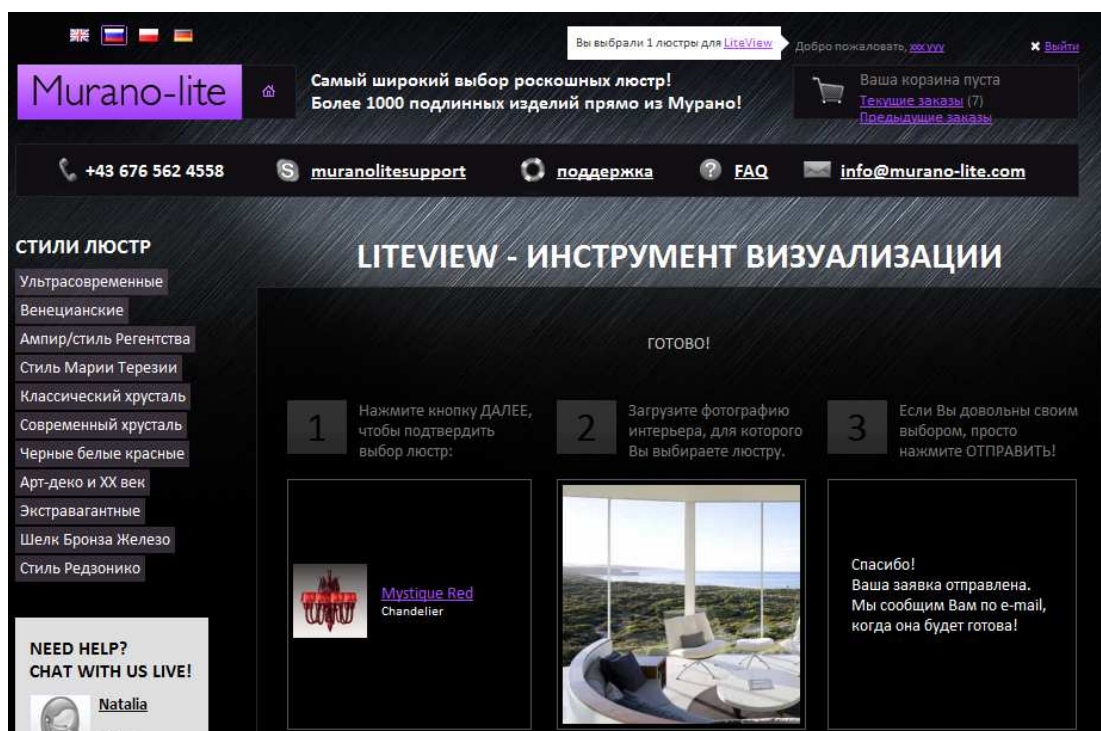 Вы выбрали 1 люстры для LiteView
Добро пожаловать, xxx yyy
Выйти
Murano-lite
Самый широкий выбор роскошных люстр!
Более 1000 подлинных изделий прямо из Мурано!
Ваша корзина пуста
Текущие заказы (7)
Предыдущие заказы
+43 676 562 4558
muranolitesupport
поддержка
? FAQ
info@murano-lite.com
СТИЛИ ЛЮСТР
Ультрасовременные
Венецианские
Ампир/стиль Регентства
Стиль Марии Терезии
Классический хрусталь
Современный хрусталь
Черные белые красные
Арт-деко и XX век
Экстравагантные
Шелк Бронза Железо
Стиль Редзонико
LITEVIEW - ИНСТРУМЕНТ ВИЗУАЛИЗАЦИИ
ГОТОВО!
1
Нажмите кнопку ДАЛЕЕ,
чтобы подтвердить
выбор люстр:
2
Загрузите фотографию
интерьера, для которого
Вы выбираете люстру.
3
Если Вы довольны своим
выбором, просто
нажмите ОТПРАВИТЬ!
Mystique Red
Chandelier
Спасибо!
Ваша заявка отправлена.
Мы сообщим Вам по e-mail,
когда она будет готова!
NEED HELP?
CHAT WITH US LIVE!
Natalia